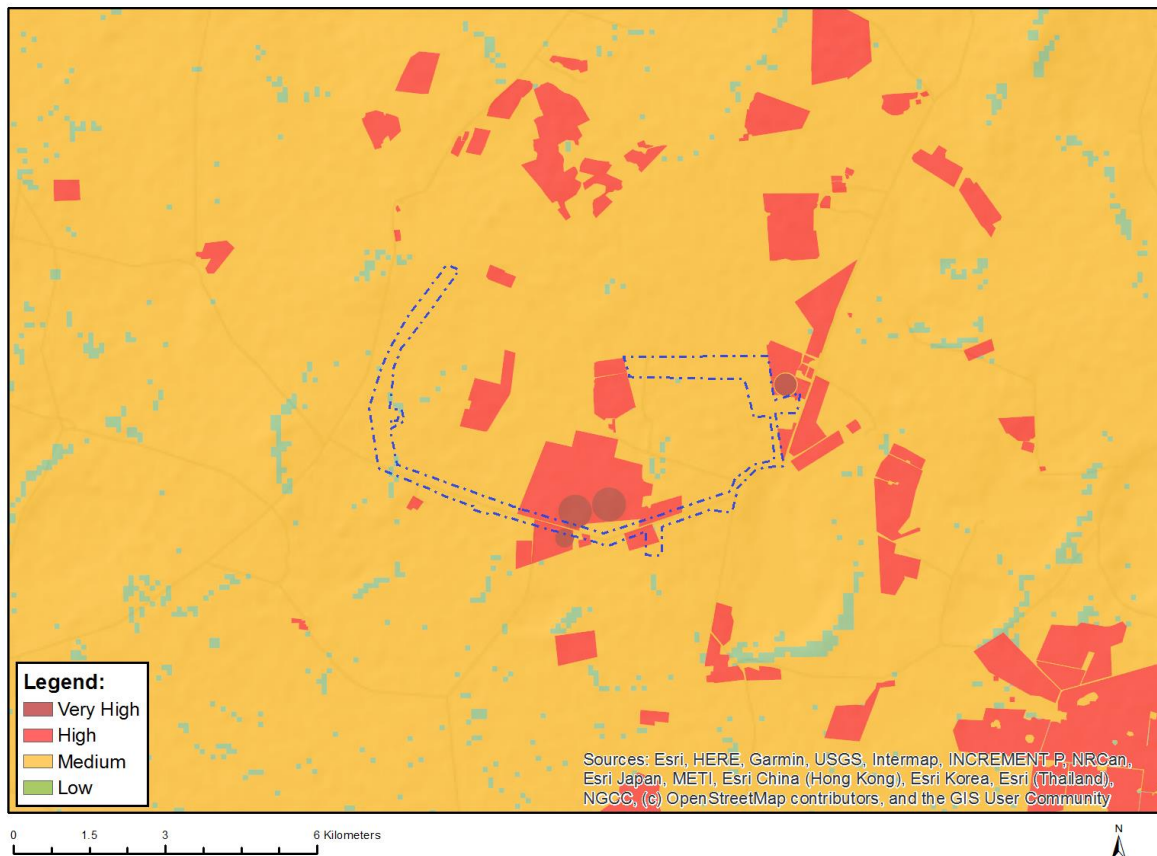 Legend:
Very High
High
Medium
Low
Sources: Esri, HERE, Garmin, USGS, Intermap, INCREMENT P, NRCan,
Esri Japan, METI, Esri China (Hong Kong), Esri Korea, Esri (Thailand),
NGCC, (c) OpenStreetMap contributors, and the GIS User Community
0 1.5 3 6 Kilometers
N